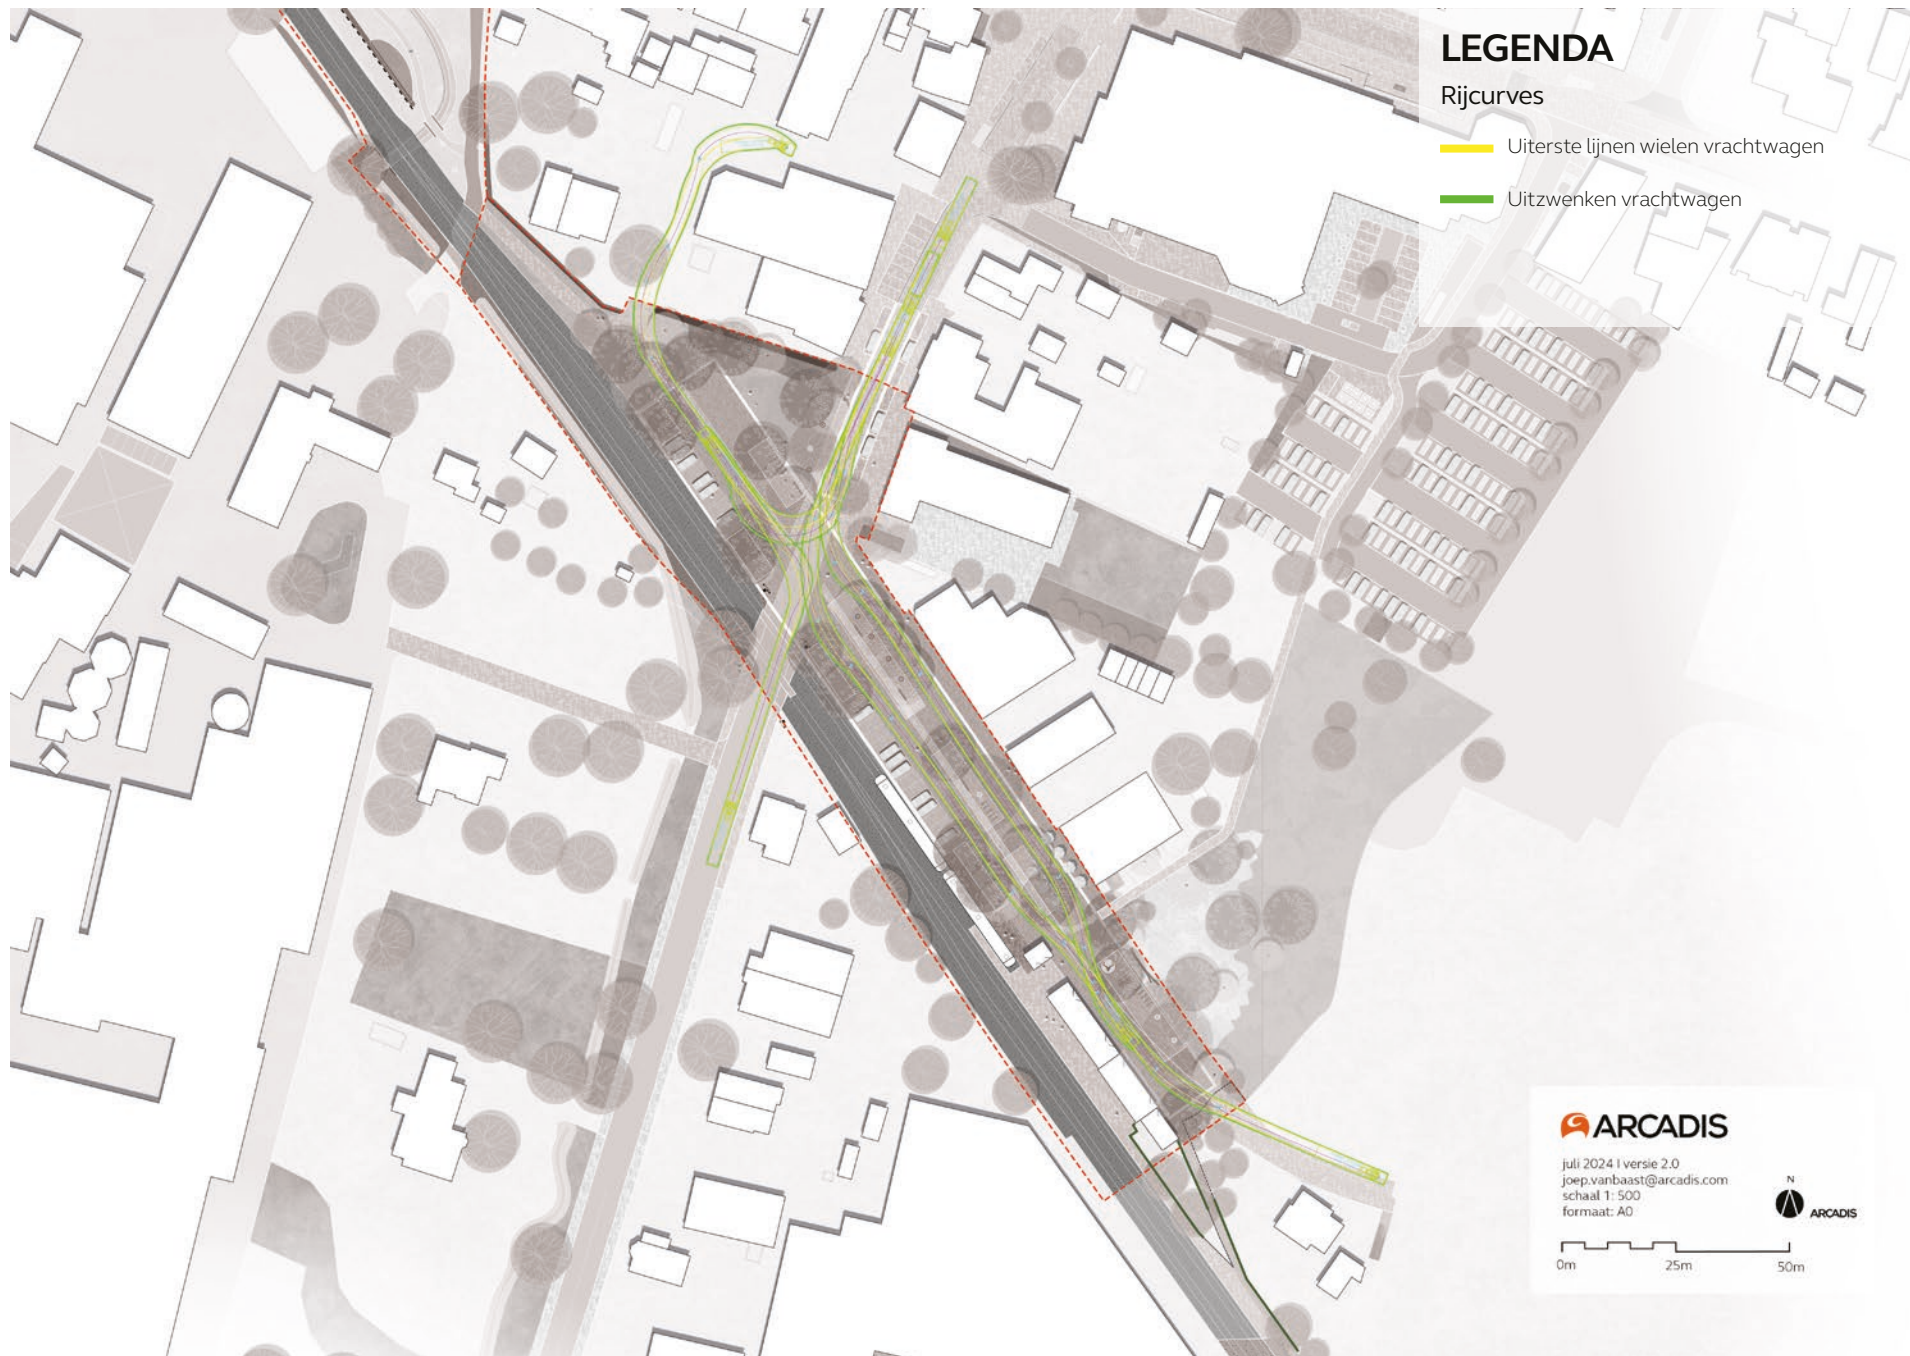 LEGENDA
Rijcurves
Uiterste lijnen wielen vrachtwagen
Uitzwenken vrachtwagen
ARCADIS
juli 2024 | versie 2.0
joep.vanbaast@arcadis.com
schaal 1: 500
formaat: A0
N
ARCADIS
0m 25m 50m